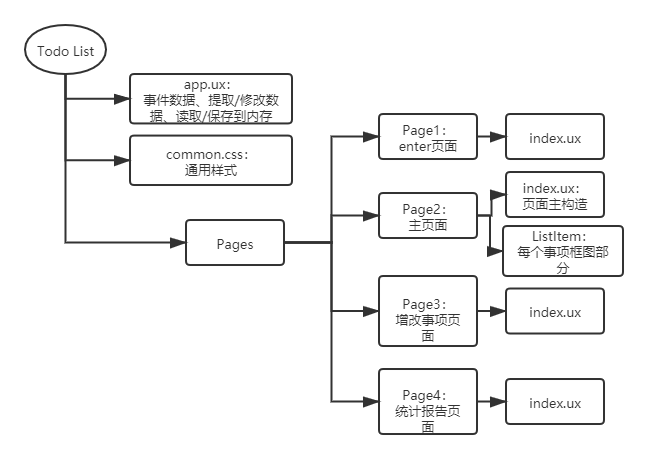 Todo List
app.ux：
事件数据、提取/修改数
据、读取/保存到内存
common.css：
通用样式
Pages
Page1：
enter页面
index.ux
Page2：
主页面
index.ux：
页面主构造
ListItem：
每个事项框图部
分
Page3：
增改事项页
面
index.ux
Page4：
统计报告页
面
index.ux